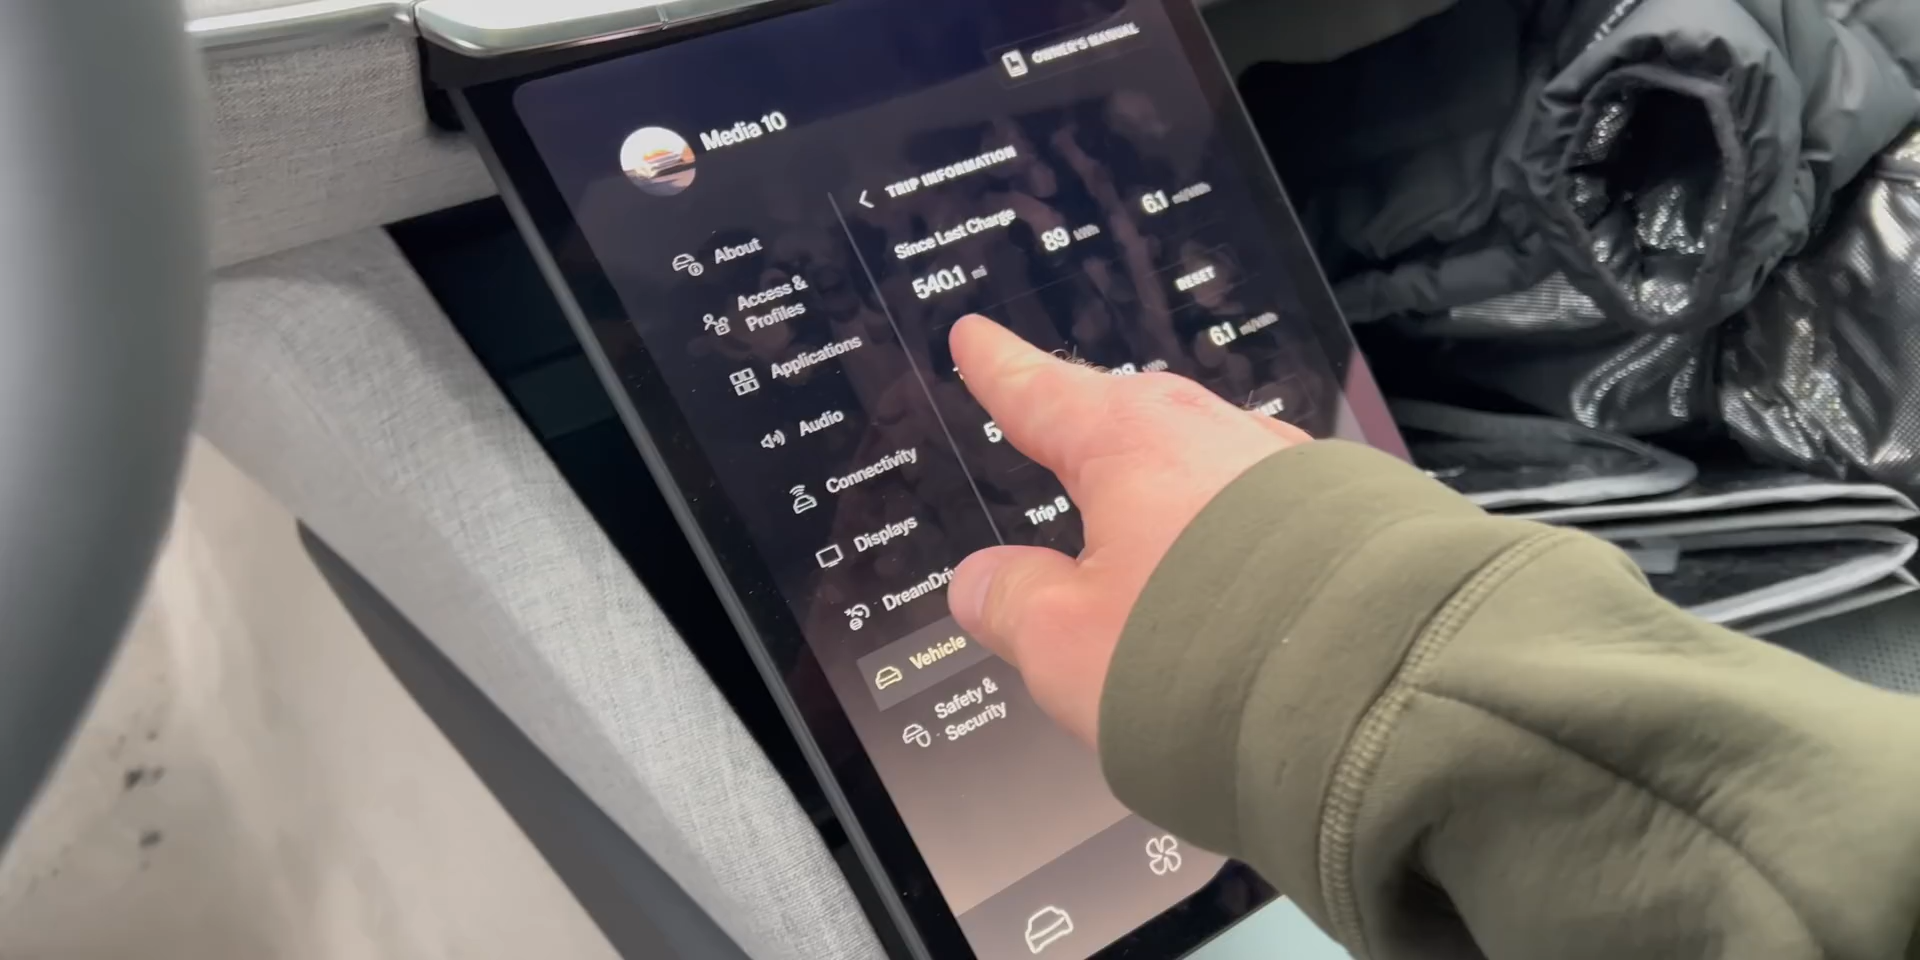 OWNER'S MANUAL
Media 10
TRIP INFORMATION
Since Last Charge
540.1 mi
89 kWh
6.1 mi/kWh
RESET
6.1 mi/kWh
Trip B
About
Access &
Profiles
Applications
Audio
Connectivity
Displays
DreamDri
Vehicle
Safety &
Security